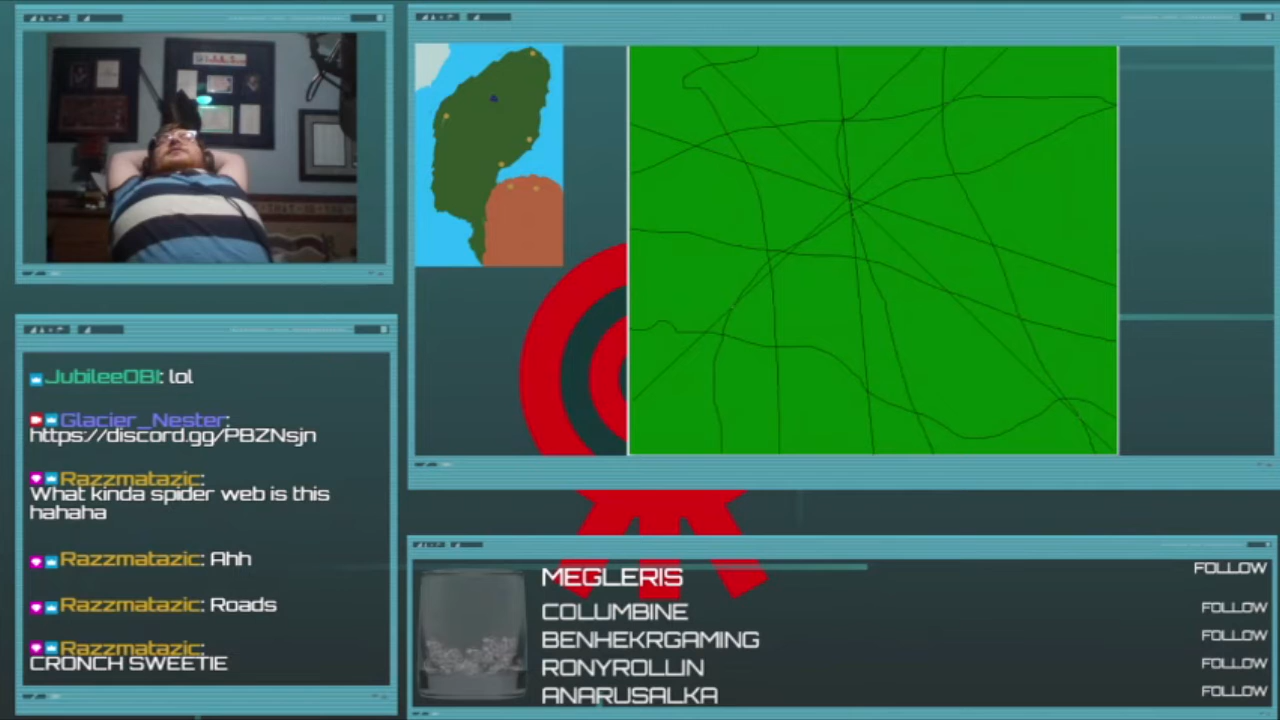 JubileeOBI: lol
Glacier_Nester:
https://discord.gg/PBZNsjn
Razzmatazic:
What kinda spider web is this
hahaha
Razzmatazic: Ahh
Razzmatazic: Roads
Razzmatazic:
CRONCH SWEETIE
MEGLERIS FOLLOW
COLUMBINE FOLLOW
BENHEKRGAMING FOLLOW
RONYROLLIN FOLLOW
ANARUSALKA FOLLOW